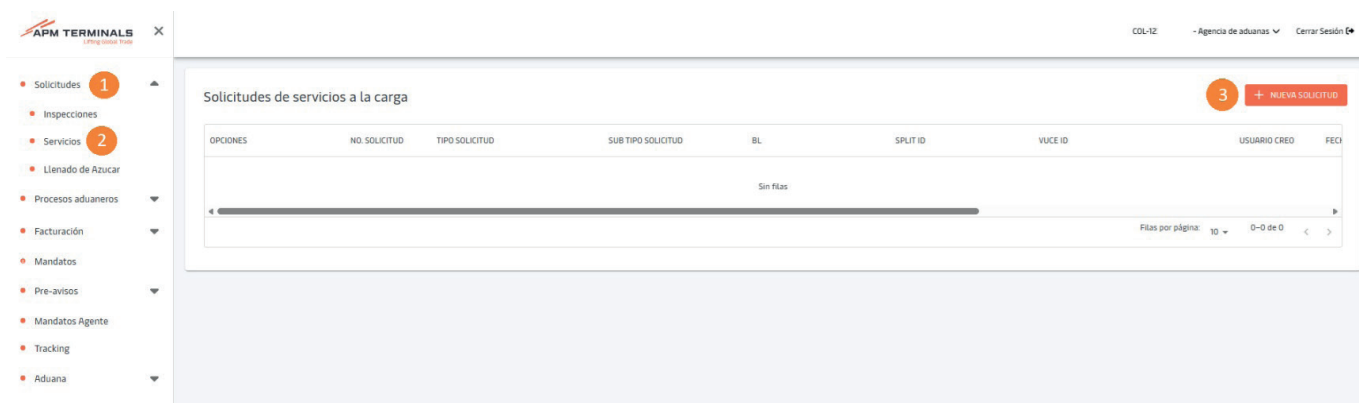 APM TERMINALS
Lifting Global Trade
COL-12 - Agencia de aduanas Cerrar Sesión
Solicitudes 1
Inspecciones
Servicios 2
Llenado de Azucar
Procesos aduaneros
Facturación
Mandatos
Pre-avisos
Mandatos Agente
Tracking
Aduana
Solicitudes de servicios a la carga
3 + NUEVA SOLICITUD
OPCIONES NO. SOLICITUD TIPO SOLICITUD SUB TIPO SOLICITUD BL SPLIT ID VUCE ID USUARIO CREO FECH
Sin filas
Filas por página: 10 0–0 de 0